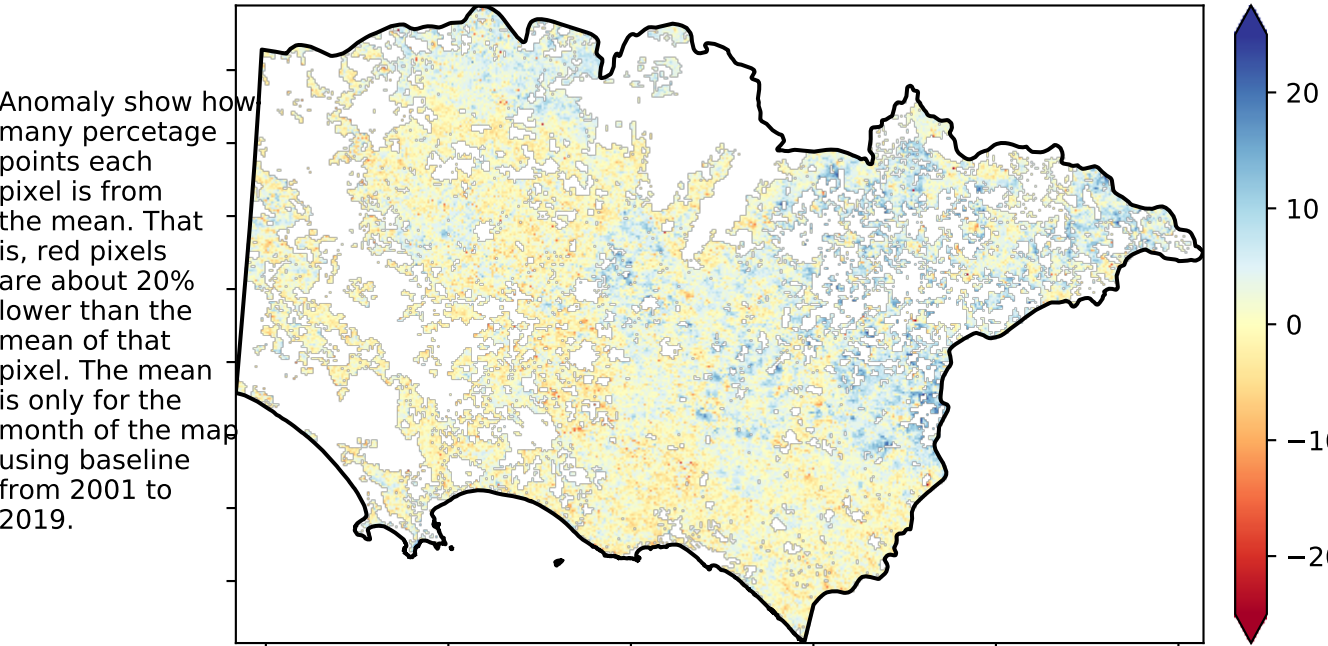 Anomaly show how
many percetage
points each
pixel is from
the mean. That
is, red pixels
are about 20%
lower than the
mean of that
pixel. The mean
is only for the
month of the map
using baseline
from 2001 to
2019.
20
10
0
−10
−20